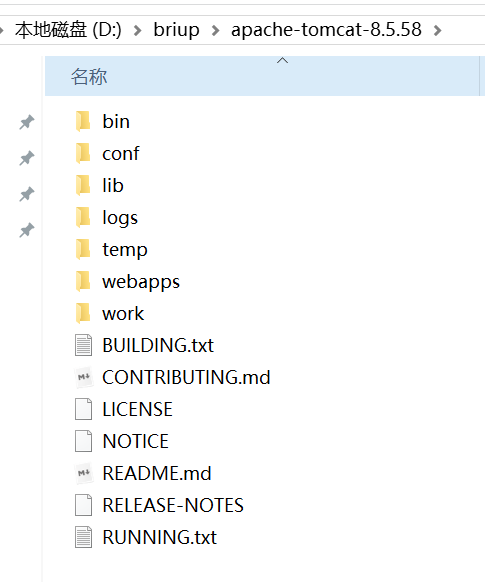 本地磁盘 (D:) > briup > apache-tomcat-8.5.58 >
名称
bin
conf
lib
logs
temp
webapps
work
BUILDING.txt
CONTRIBUTING.md
LICENSE
NOTICE
README.md
RELEASE-NOTES
RUNNING.txt